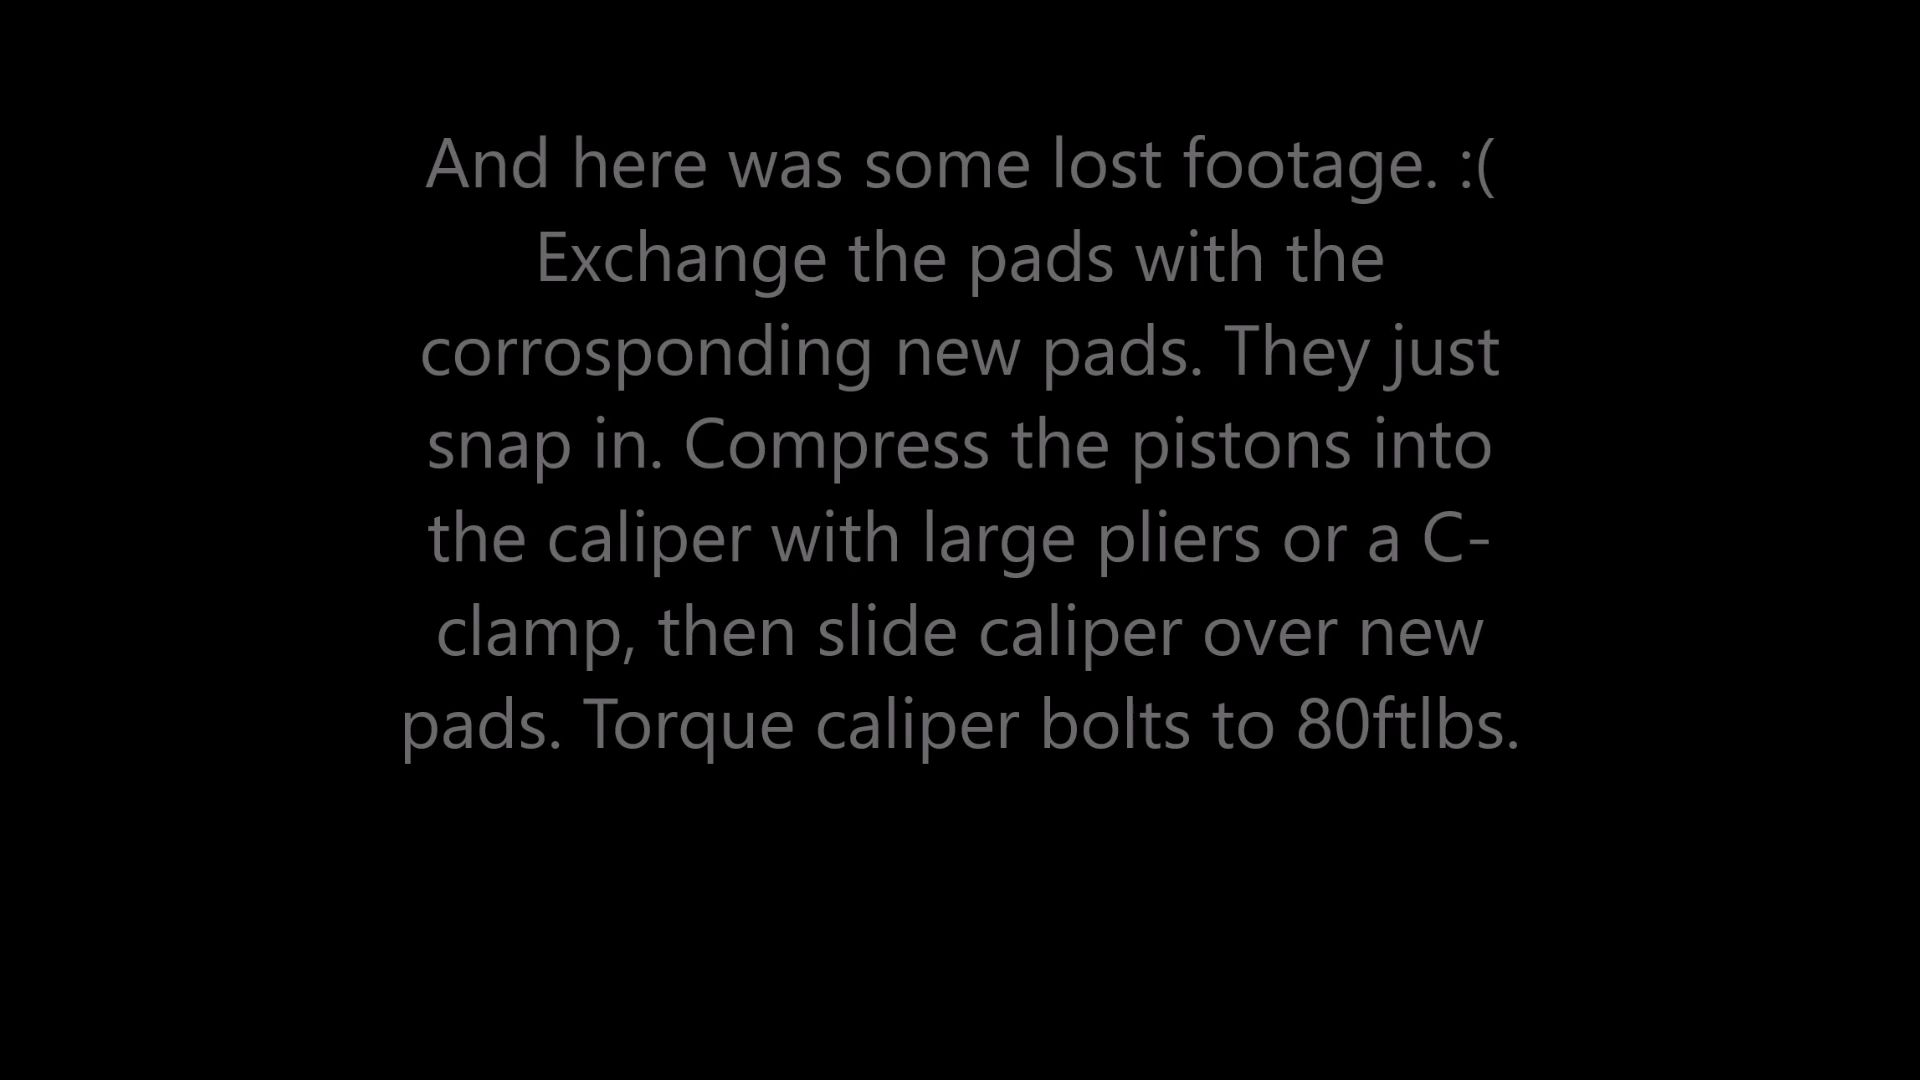 And here was some lost footage. :(
Exchange the pads with the
corrosponding new pads. They just
snap in. Compress the pistons into
the caliper with large pliers or a C-
clamp, then slide caliper over new
pads. Torque caliper bolts to 80ftlbs.